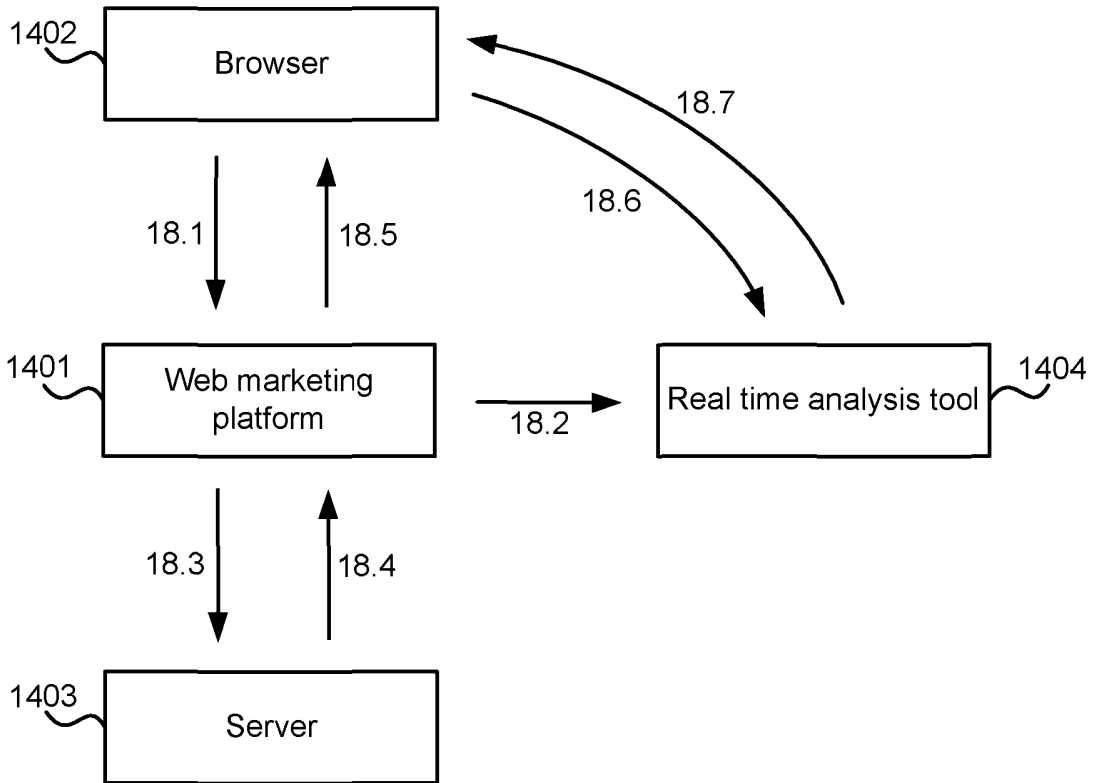 1402
Browser
18.7
18.6
18.1
18.5
1401
Web marketing
platform
18.2
Real time analysis tool
1404
18.3
18.4
1403
Server